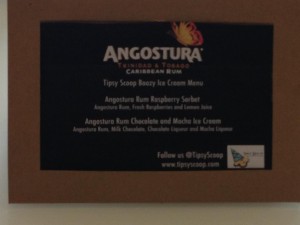 ANGOSTURA
TRINIDAD & TOBAGO
CARIBBEAN RUM
Tipsy Scoop Boozy Ice Cream Menu
Angostura Rum Raspberry Sorbet
Angostura Rum, Fresh Raspberries and Lemon Juice
Angostura Rum Chocolate and Mocha Ice Cream
Angostura Rum, Milk Chocolate, Chocolate Liqueur and Mocha Liqueur
Follow us @TipsyScoop
www.tipsyscoop.com